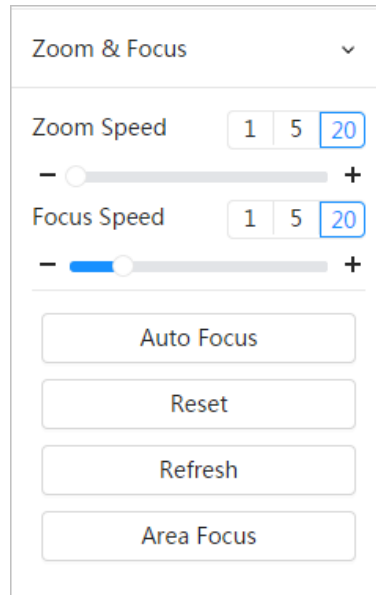 Zoom & Focus
Zoom Speed 1 5 20
− +
Focus Speed 1 5 20
− +
Auto Focus
Reset
Refresh
Area Focus